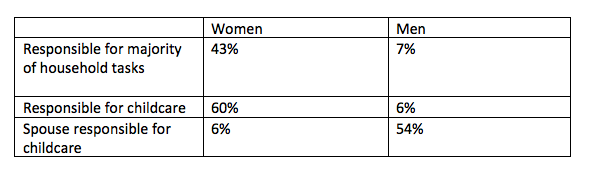 Women Men
Responsible for majority 43% 7%
of household tasks
Responsible for childcare 60% 6%
Spouse responsible for 6% 54%
childcare